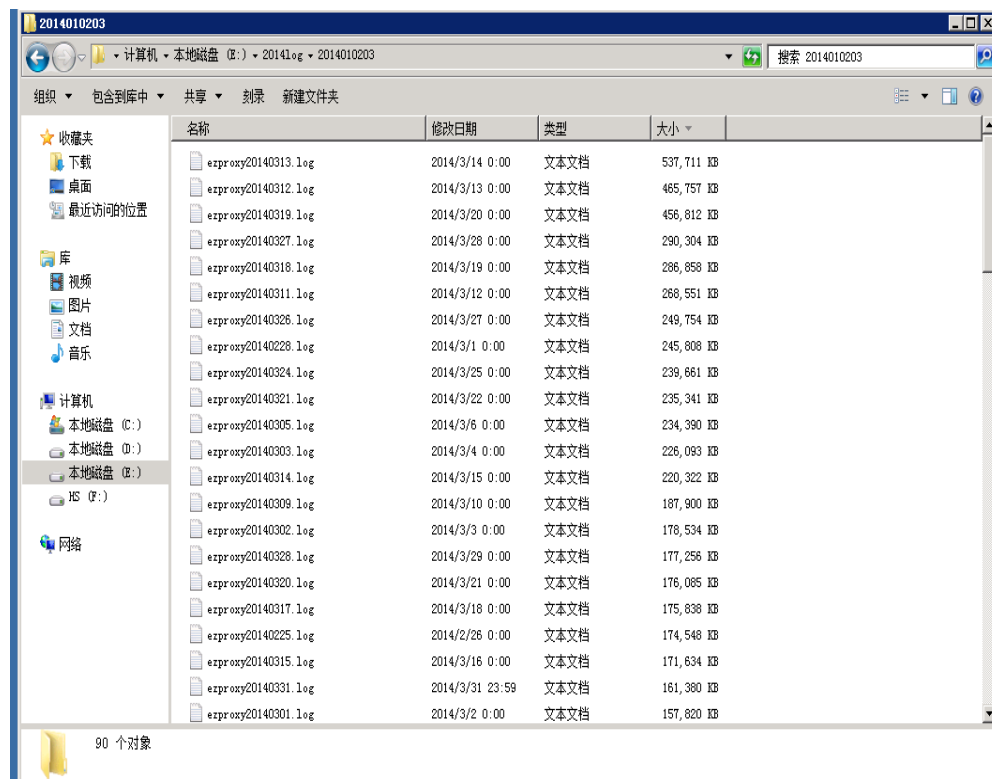 2014010203
计算机 本地磁盘 (E:) 2014log 2014010203
搜索 2014010203
组织 包含到库中 共享 刻录 新建文件夹
收藏夹
下载
桌面
最近访问的位置
库
视频
图片
文档
音乐
计算机
本地磁盘 (C:)
本地磁盘 (D:)
本地磁盘 (E:)
HS (F:)
网络
名称 修改日期 类型 大小
ezproxy20140313.log 2014/3/14 0:00 文本文档 537,711 KB
ezproxy20140312.log 2014/3/13 0:00 文本文档 465,757 KB
ezproxy20140319.log 2014/3/20 0:00 文本文档 456,812 KB
ezproxy20140327.log 2014/3/28 0:00 文本文档 290,304 KB
ezproxy20140318.log 2014/3/19 0:00 文本文档 286,858 KB
ezproxy20140311.log 2014/3/12 0:00 文本文档 268,551 KB
ezproxy20140326.log 2014/3/27 0:00 文本文档 249,754 KB
ezproxy20140228.log 2014/3/1 0:00 文本文档 245,808 KB
ezproxy20140324.log 2014/3/25 0:00 文本文档 239,661 KB
ezproxy20140321.log 2014/3/22 0:00 文本文档 235,341 KB
ezproxy20140305.log 2014/3/6 0:00 文本文档 234,390 KB
ezproxy20140303.log 2014/3/4 0:00 文本文档 226,093 KB
ezproxy20140314.log 2014/3/15 0:00 文本文档 220,322 KB
ezproxy20140309.log 2014/3/10 0:00 文本文档 187,900 KB
ezproxy20140302.log 2014/3/3 0:00 文本文档 178,534 KB
ezproxy20140328.log 2014/3/29 0:00 文本文档 177,256 KB
ezproxy20140320.log 2014/3/21 0:00 文本文档 176,085 KB
ezproxy20140317.log 2014/3/18 0:00 文本文档 175,838 KB
ezproxy20140225.log 2014/2/26 0:00 文本文档 174,548 KB
ezproxy20140315.log 2014/3/16 0:00 文本文档 171,634 KB
ezproxy20140331.log 2014/3/31 23:59 文本文档 161,380 KB
ezproxy20140301.log 2014/3/2 0:00 文本文档 157,820 KB
90 个对象